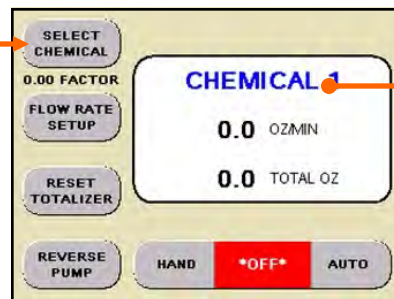 SELECT
CHEMICAL
0.00 FACTOR
FLOW RATE
SETUP
RESET
TOTALIZER
REVERSE
PUMP
CHEMICAL 1
0.0 OZ/MIN
0.0 TOTAL OZ
HAND
*OFF*
AUTO